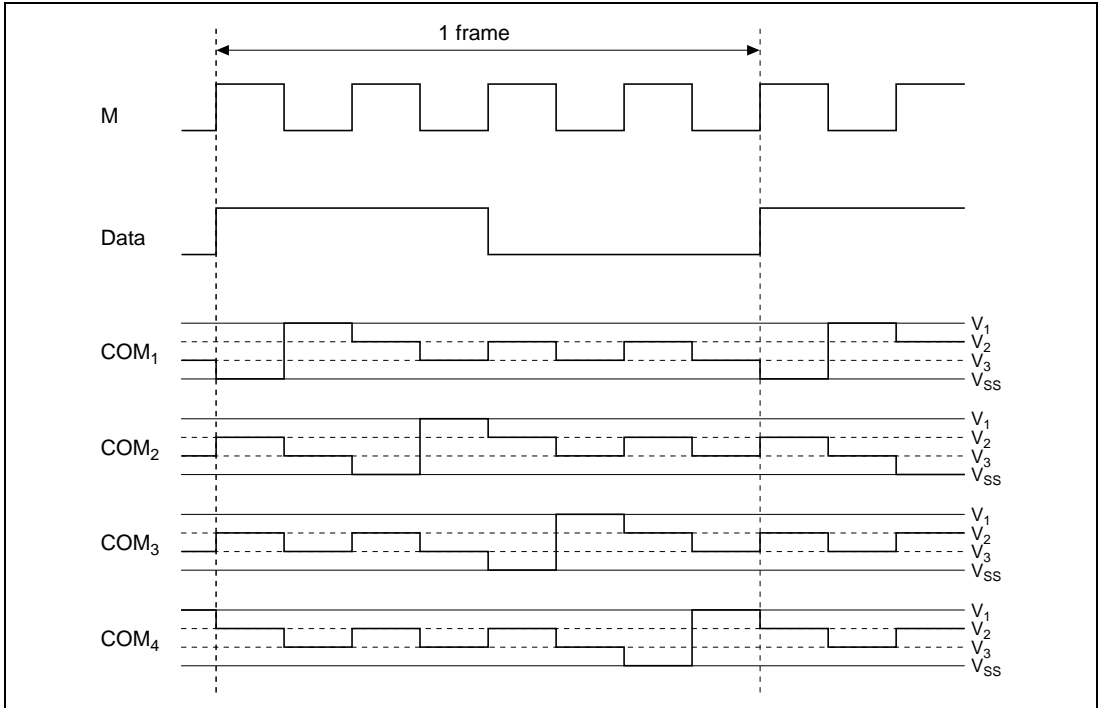 1 frame
M
Data
COM₁
V₁
V₂
V₃
VSS
COM₂
V₁
V₂
V₃
VSS
COM₃
V₁
V₂
V₃
VSS
COM₄
V₁
V₂
V₃
VSS